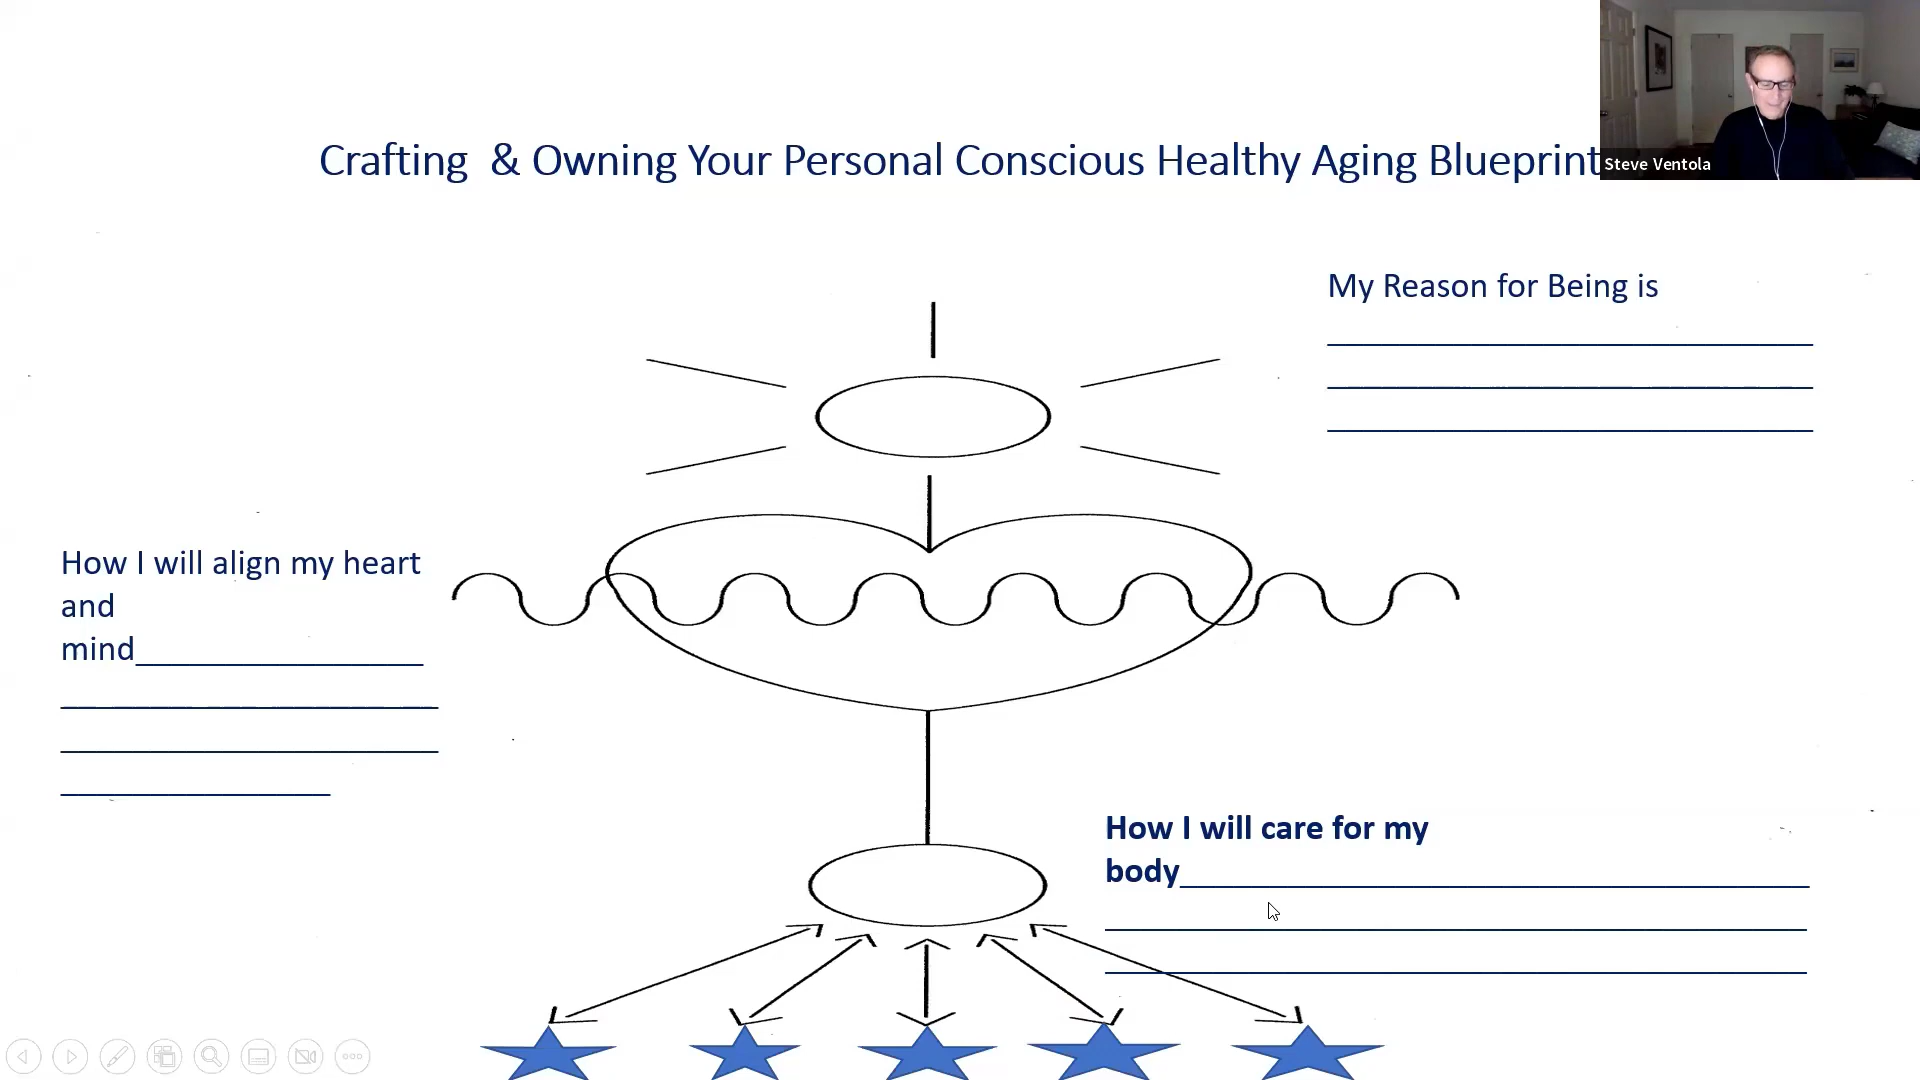 Crafting & Owning Your Personal Conscious Healthy Aging Blueprint
Steve Ventola
My Reason for Being is
How I will align my heart
and
mind
How I will care for my
body